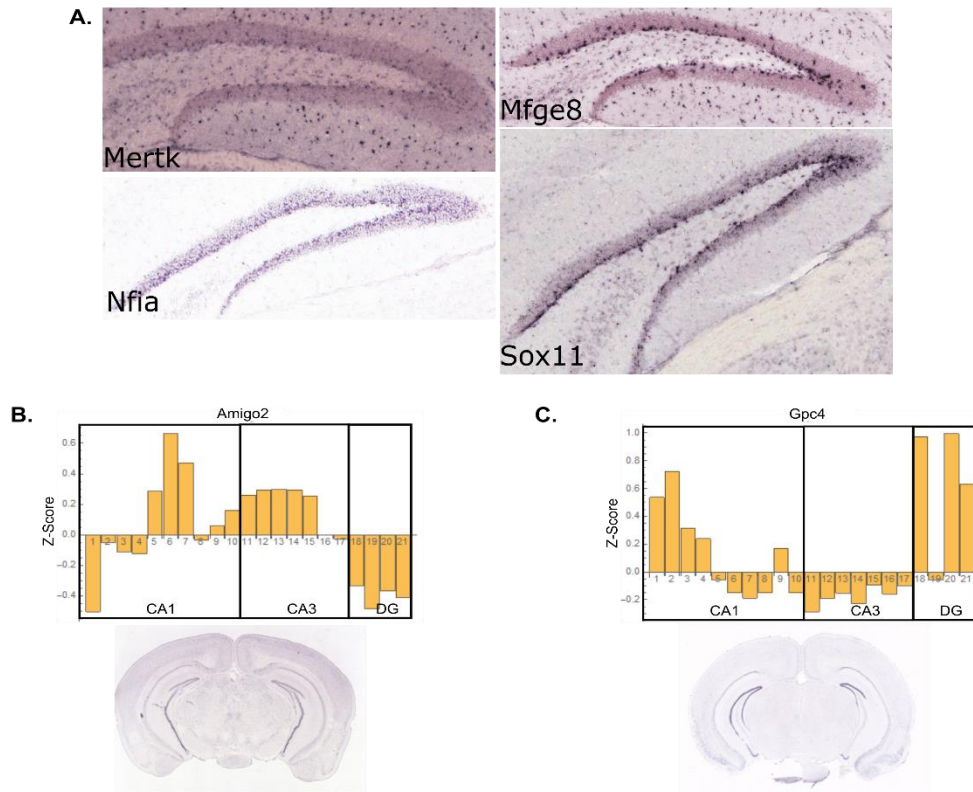 A.
Mertk
Mfge8
Nfia
Sox11
B.
Amigo2
Z-Score
0.6
0.4
0.2
0.0
−0.2
−0.4
1 2 3 4 5 6 7 8 9 10 11 12 13 14 15 16 17 18 19 20 21
CA1 CA3 DG
C.
Gpc4
Z-Score
1.0
0.8
0.6
0.4
0.2
0.0
−0.2
1 2 3 4 5 6 7 8 9 10 11 12 13 14 15 16 17 18 19 20 21
CA1 CA3 DG